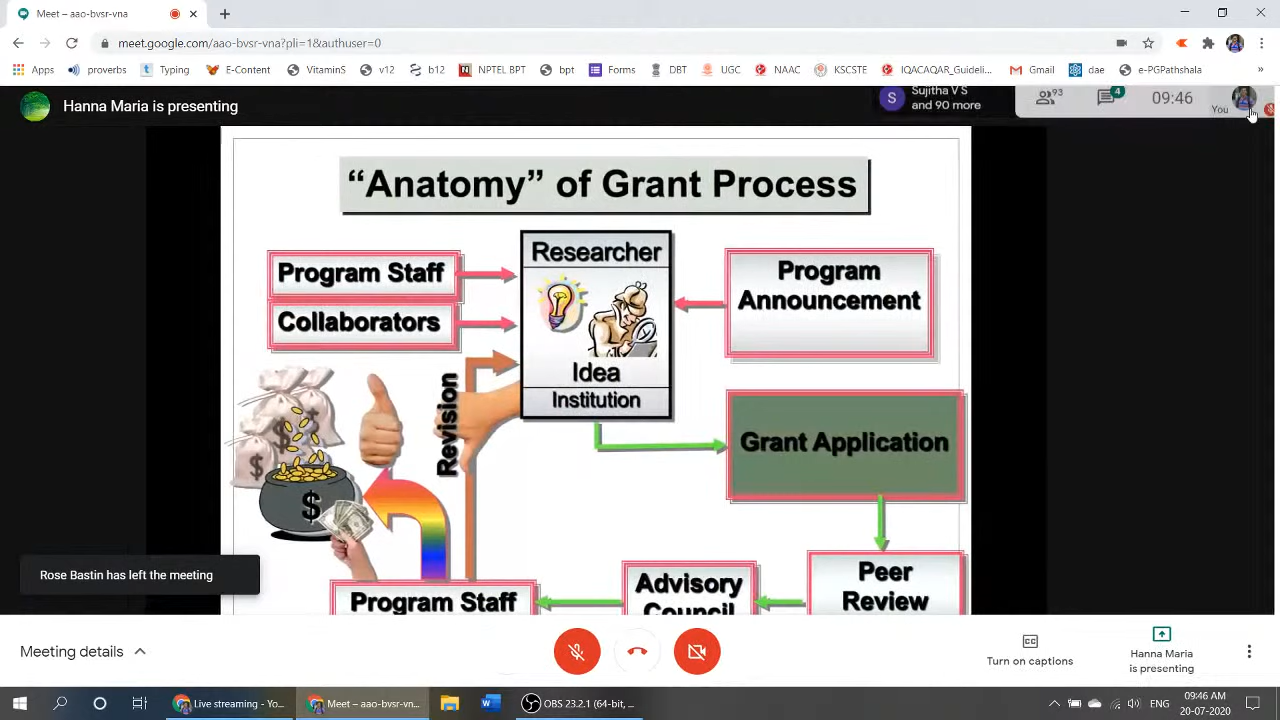 Meet – aao-bvsr-vna
meet.google.com/aao-bvsr-vna?pli=1&authuser=0
Apps proverbs Typing E-Content VitaminS v12 b12 NPTEL BPT bpt Forms DBT UGC NAAC KSCSTE IQACAQAR_Guideli... Gmail dae e-PGPathshala »
Hanna Maria is presenting
S Sujitha V S
and 90 more
93
4
09:46
You
“Anatomy” of Grant Process
Program Staff
Collaborators
Researcher
Idea
Institution
Program
Announcement
Revision
Grant Application
$
Peer
Review
Advisory
Council
Program Staff
Rose Bastin has left the meeting
Meeting details
Turn on captions
Hanna Maria
is presenting
Live streaming - Yo...
Meet – aao-bvsr-vn...
W
OBS 23.2.1 (64-bit, ...
ENG
09:46 AM
20-07-2020